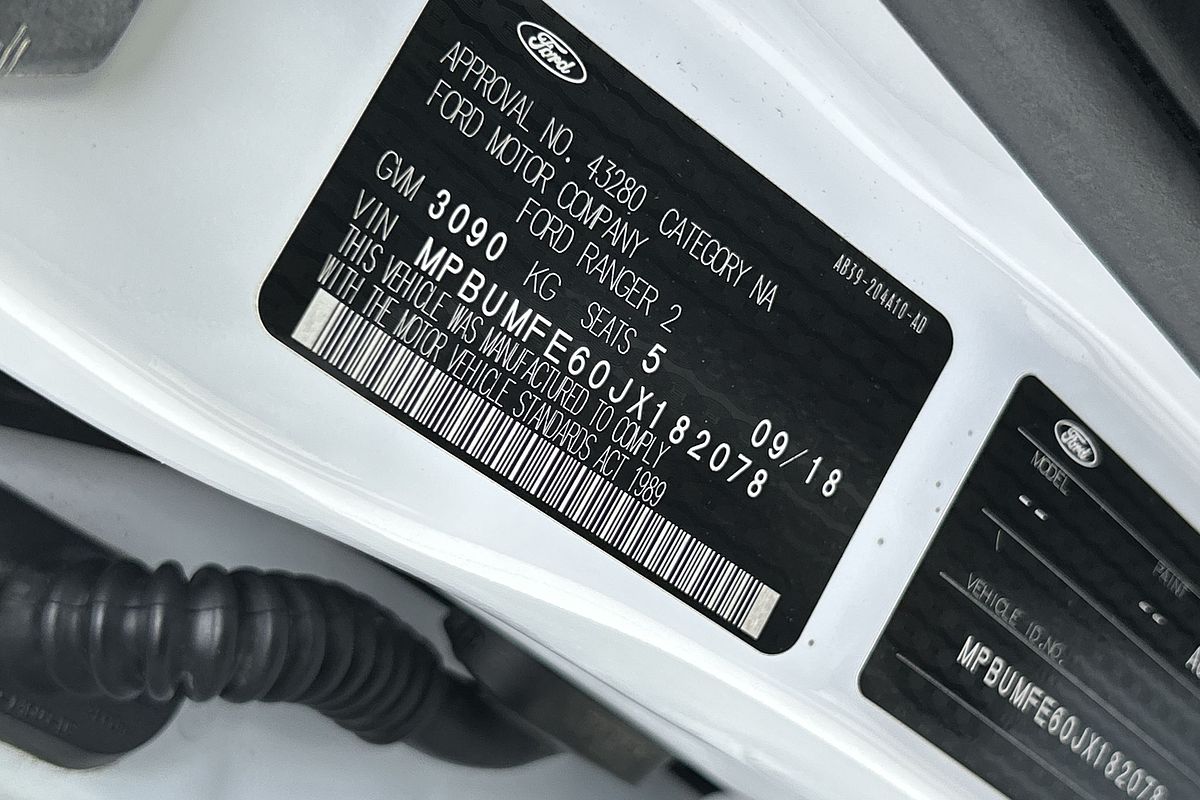 Ford
APPROVAL NO. 43280 CATEGORY NA
FORD MOTOR COMPANY
FORD RANGER 2
AB39-204A10-AD
GVM 3090 KG SEATS 5
VIN MPBUMFE60JX182078
09/18
THIS VEHICLE WAS MANUFACTURED TO COMPLY
WITH THE MOTOR VEHICLE STANDARDS ACT 1989
Ford
MODEL
PAINT
--
--
VEHICLE ID.NO.
MPBUMFE60JX182078